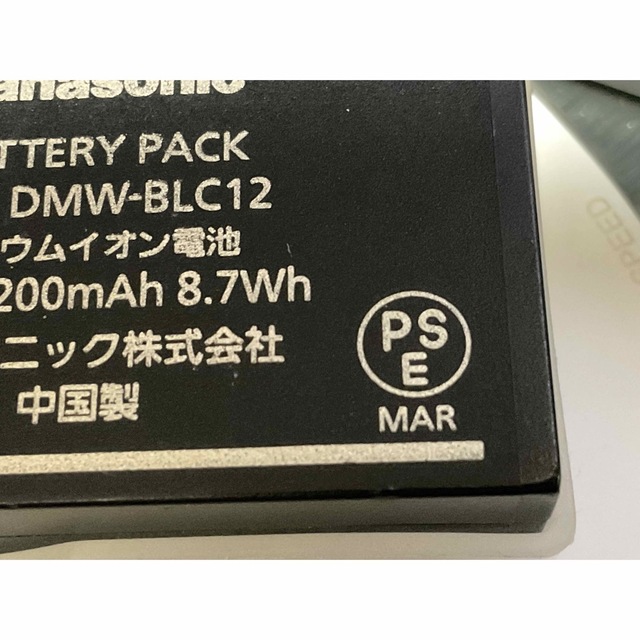 anasonic
TTERY PACK
DMW-BLC12
ウムイオン電池
200mAh 8.7Wh
ニック株式会社
中国製
PS
E
MAR
SPEED